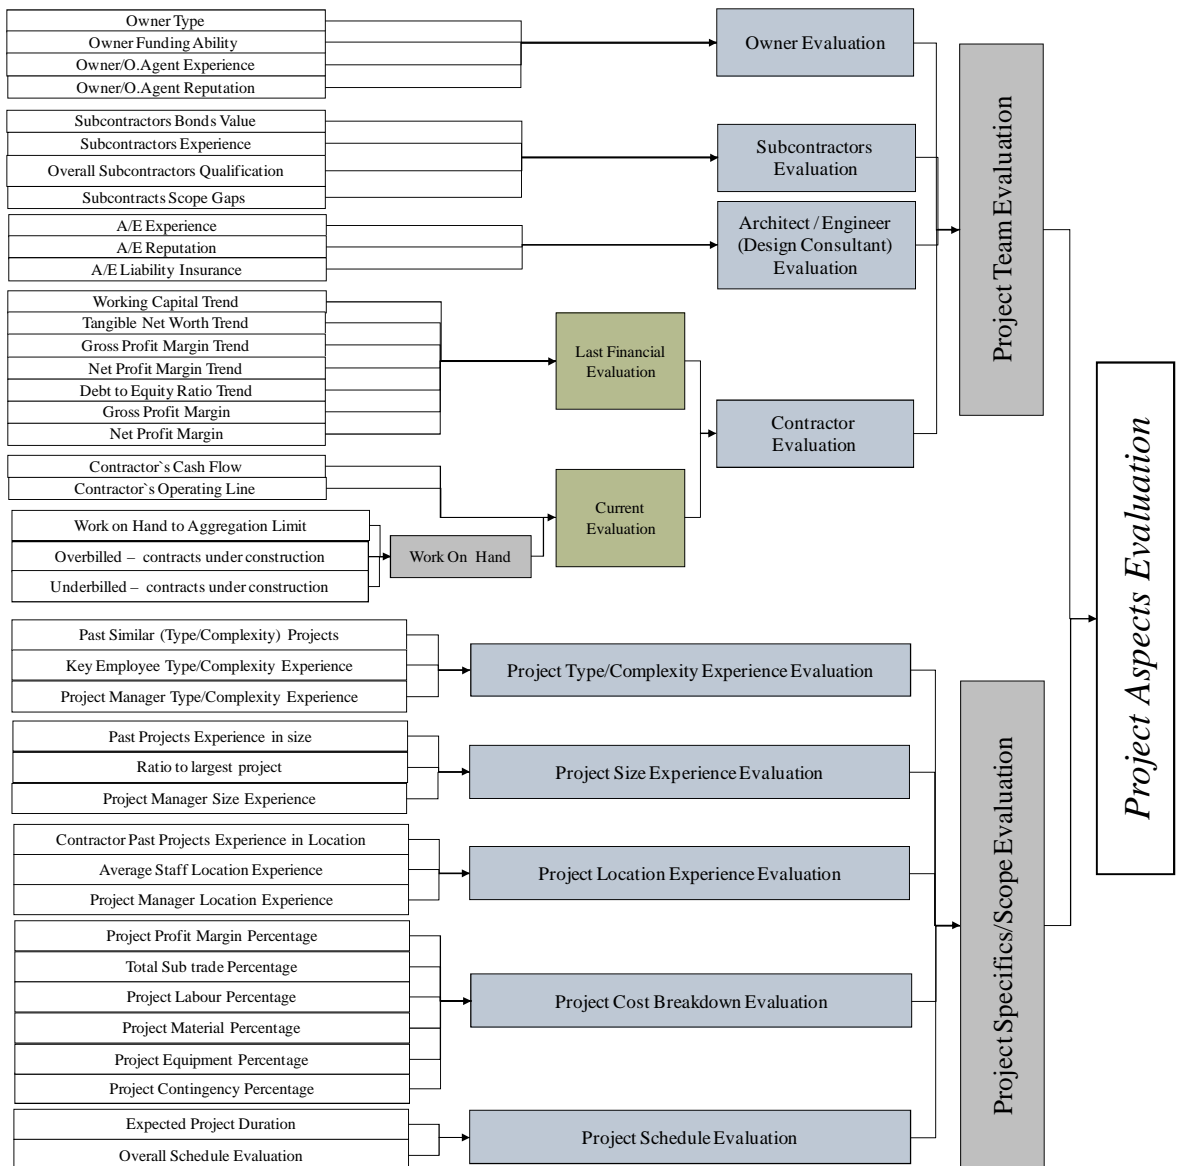 Owner Type
Owner Funding Ability
Owner/O.Agent Experience
Owner/O.Agent Reputation
Owner Evaluation
Subcontractors Bonds Value
Subcontractors Experience
Overall Subcontractors Qualification
Subcontracts Scope Gaps
Subcontractors
Evaluation
A/E Experience
A/E Reputation
A/E Liability Insurance
Architect / Engineer
(Design Consultant)
Evaluation
Working Capital Trend
Tangible Net Worth Trend
Gross Profit Margin Trend
Net Profit Margin Trend
Debt to Equity Ratio Trend
Gross Profit Margin
Net Profit Margin
Last Financial
Evaluation
Contractor`s Cash Flow
Contractor`s Operating Line
Work on Hand to Aggregation Limit
Overbilled – contracts under construction
Underbilled – contracts under construction
Work On Hand
Current
Evaluation
Contractor
Evaluation
Project Team Evaluation
Past Similar (Type/Complexity) Projects
Key Employee Type/Complexity Experience
Project Manager Type/Complexity Experience
Project Type/Complexity Experience Evaluation
Past Projects Experience in size
Ratio to largest project
Project Manager Size Experience
Project Size Experience Evaluation
Contractor Past Projects Experience in Location
Average Staff Location Experience
Project Manager Location Experience
Project Location Experience Evaluation
Project Profit Margin Percentage
Total Sub trade Percentage
Project Labour Percentage
Project Material Percentage
Project Equipment Percentage
Project Contingency Percentage
Project Cost Breakdown Evaluation
Expected Project Duration
Overall Schedule Evaluation
Project Schedule Evaluation
Project Specifics/Scope Evaluation
Project Aspects Evaluation